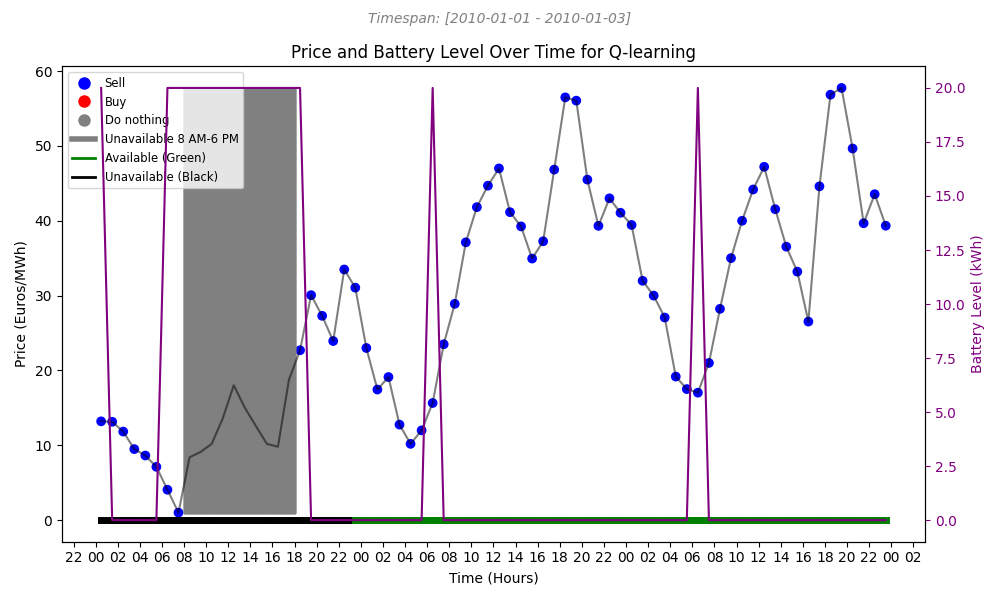 Timespan: [2010-01-01 - 2010-01-03]
Price and Battery Level Over Time for Q-learning
Sell
Buy
Do nothing
Unavailable 8 AM-6 PM
Available (Green)
Unavailable (Black)
Price (Euros/MWh)
60
50
40
30
20
10
0
20.0
17.5
15.0
12.5
10.0
7.5
5.0
2.5
0.0
Battery Level (kWh)
22 00 02 04 06 08 10 12 14 16 18 20 22 00 02 04 06 08 10 12 14 16 18 20 22 00 02 04 06 08 10 12 14 16 18 20 22 00 02
Time (Hours)